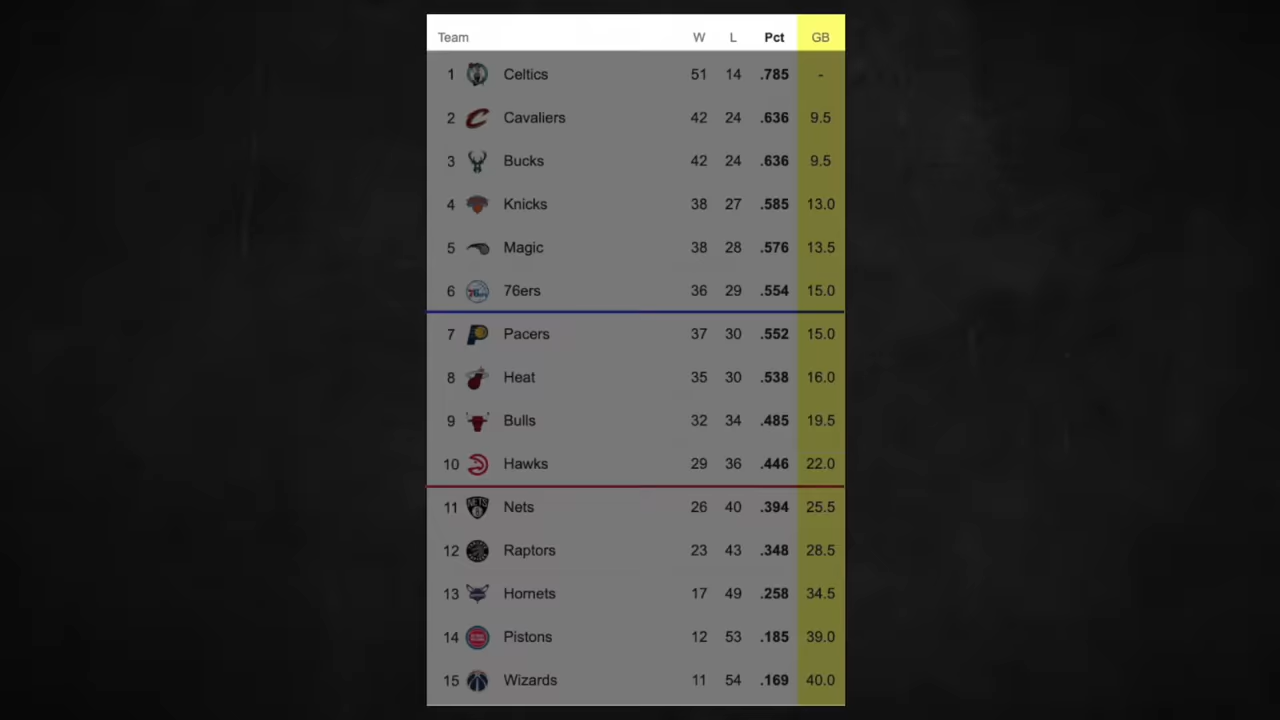 Team W L Pct GB
1 Celtics 51 14 .785 -
2 Cavaliers 42 24 .636 9.5
3 Bucks 42 24 .636 9.5
4 Knicks 38 27 .585 13.0
5 Magic 38 28 .576 13.5
6 76ers 36 29 .554 15.0
7 Pacers 37 30 .552 15.0
8 Heat 35 30 .538 16.0
9 Bulls 32 34 .485 19.5
10 Hawks 29 36 .446 22.0
11 Nets 26 40 .394 25.5
12 Raptors 23 43 .348 28.5
13 Hornets 17 49 .258 34.5
14 Pistons 12 53 .185 39.0
15 Wizards 11 54 .169 40.0